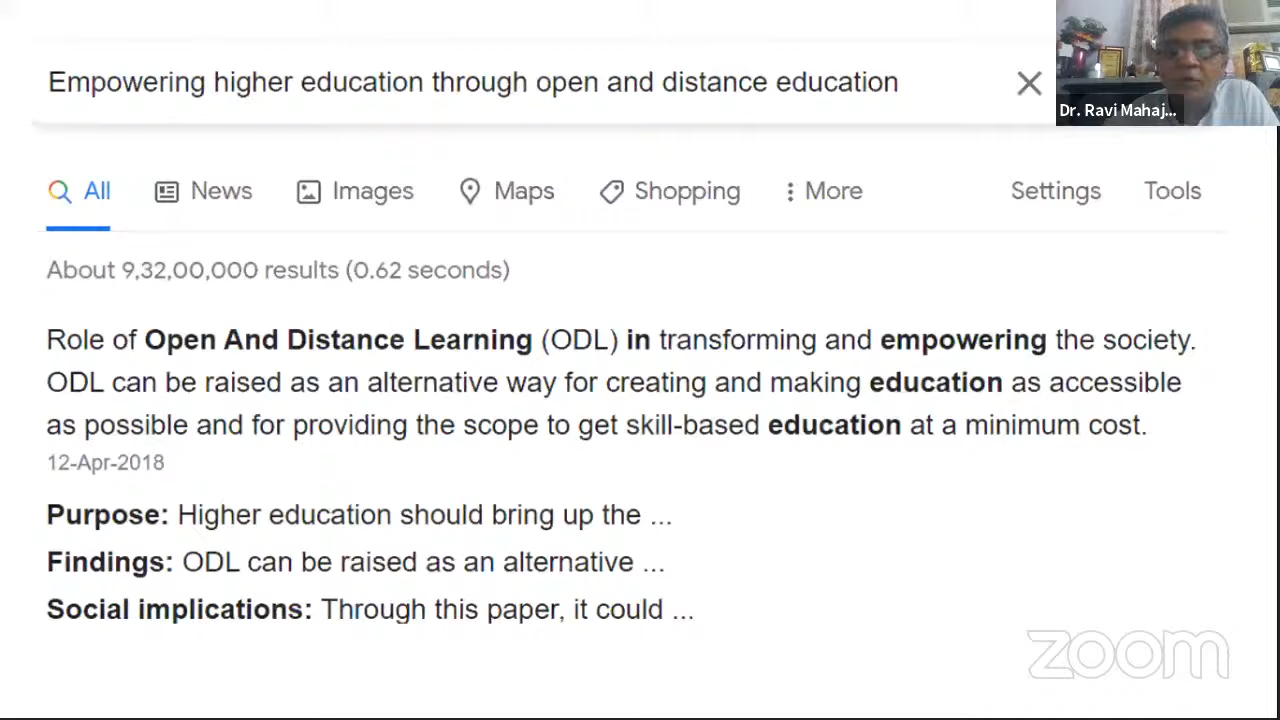 Empowering higher education through open and distance education
Dr. Ravi Mahaj...
All
News
Images
Maps
Shopping
More
Settings
Tools
About 9,32,00,000 results (0.62 seconds)
Role of Open And Distance Learning (ODL) in transforming and empowering the society.
ODL can be raised as an alternative way for creating and making education as accessible
as possible and for providing the scope to get skill-based education at a minimum cost.
12-Apr-2018
Purpose: Higher education should bring up the ...
Findings: ODL can be raised as an alternative ...
Social implications: Through this paper, it could ...
zoom